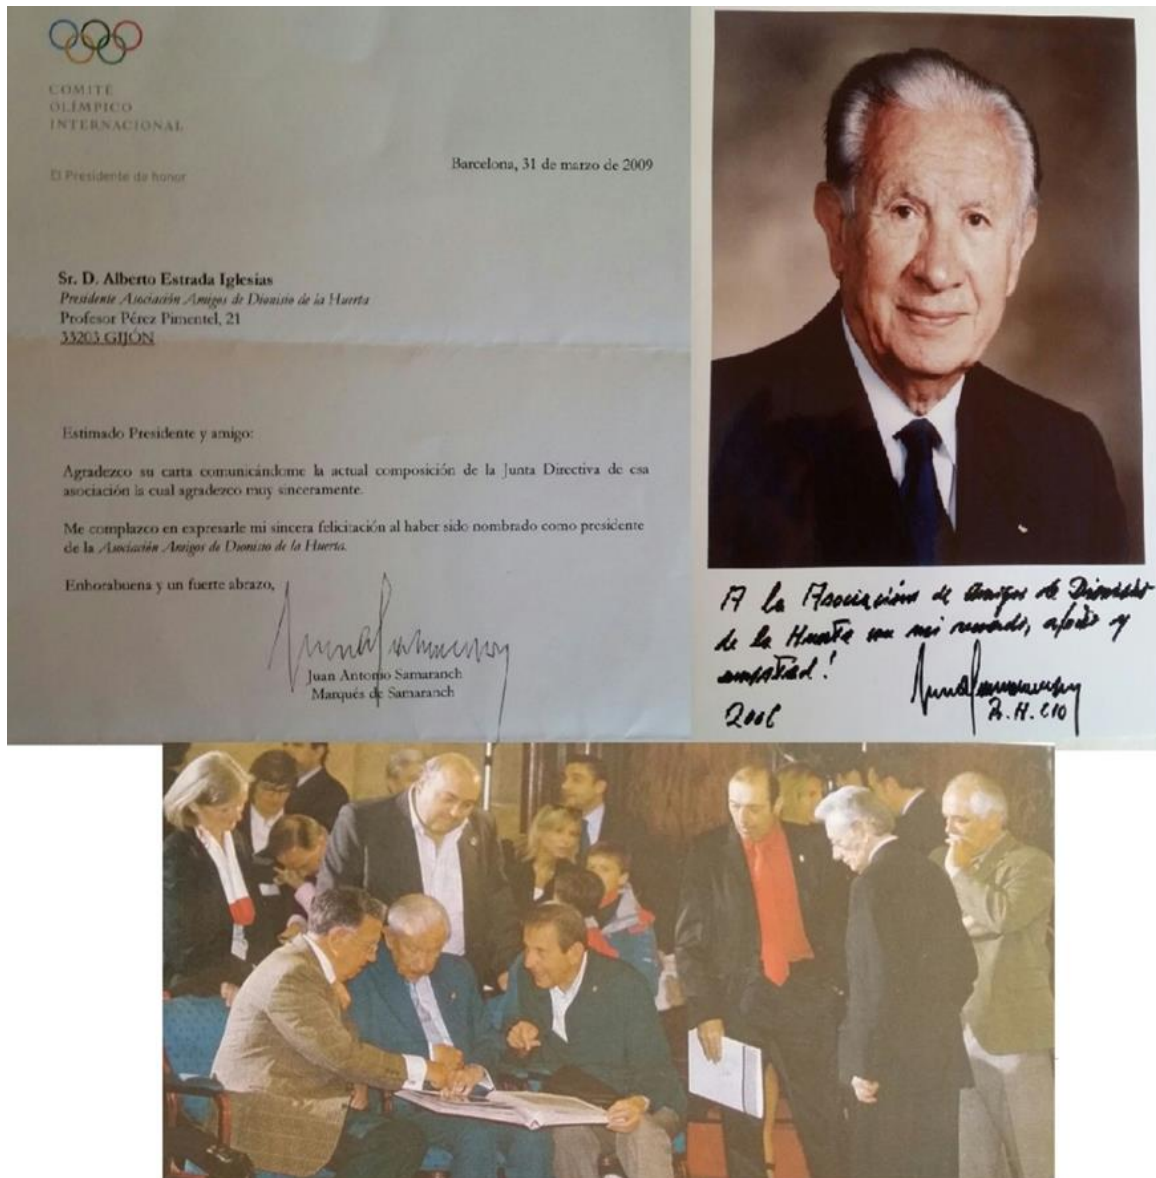 COMITÉ
OLÍMPICO
INTERNACIONAL
El Presidente de honor
Barcelona, 31 de marzo de 2009
Sr. D. Alberto Estrada Iglesias
Presidente Asociación Amigos de Dionisio de la Huerta
Profesor Pérez Pimentel, 21
33203 GIJÓN
Estimado Presidente y amigo:
Agradezco su carta comunicándome la actual composición de la Junta Directiva de esa
asociación la cual agradezco muy sinceramente.
Me complazco en expresarle mi sincera felicitación al haber sido nombrado como presidente
de la Asociación Amigos de Dionisio de la Huerta.
Enhorabuena y un fuerte abrazo,
Juan Antonio Samaranch
Marqués de Samaranch
A la Asociación de Amigos de Dionisio
de la Huerta con mi recuerdo, afecto y
amistad!
2006
P. H. CIO